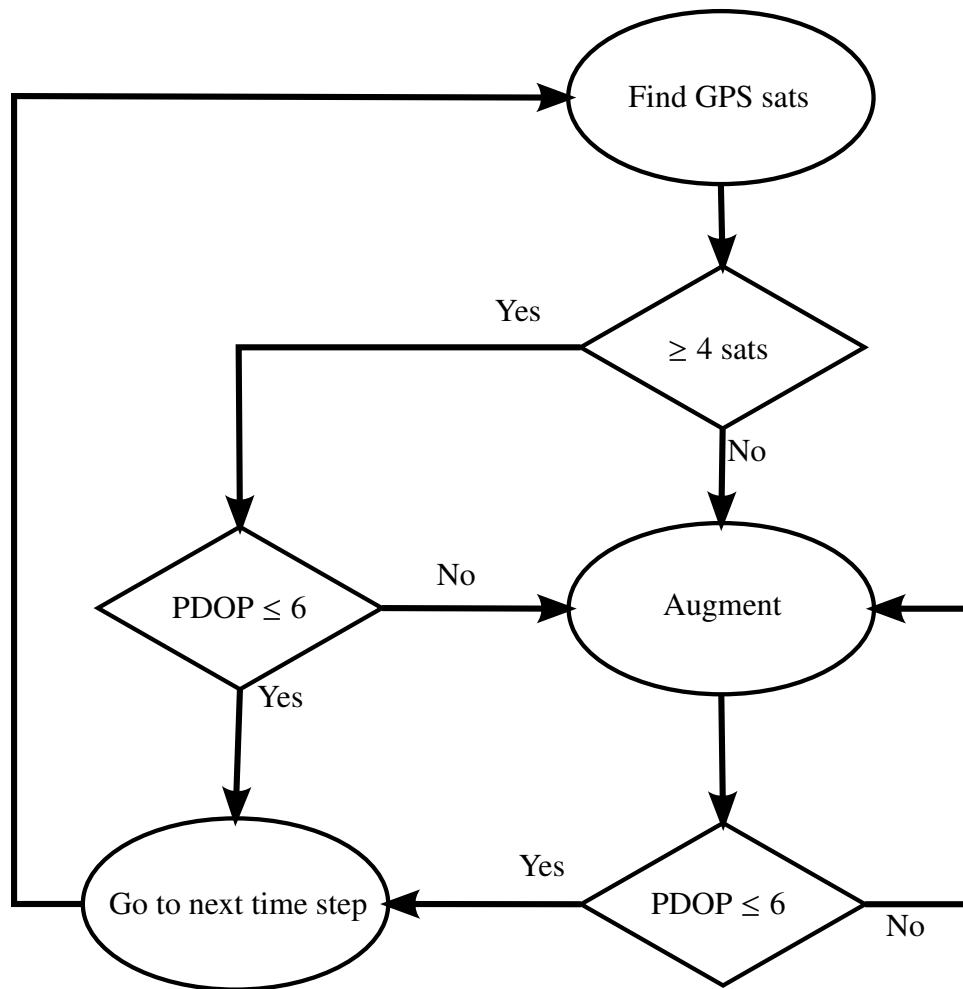 Find GPS sats
Yes
≥ 4 sats
No
No
PDOP ≤ 6
Augment
Yes
Yes
Go to next time step
PDOP ≤ 6
No